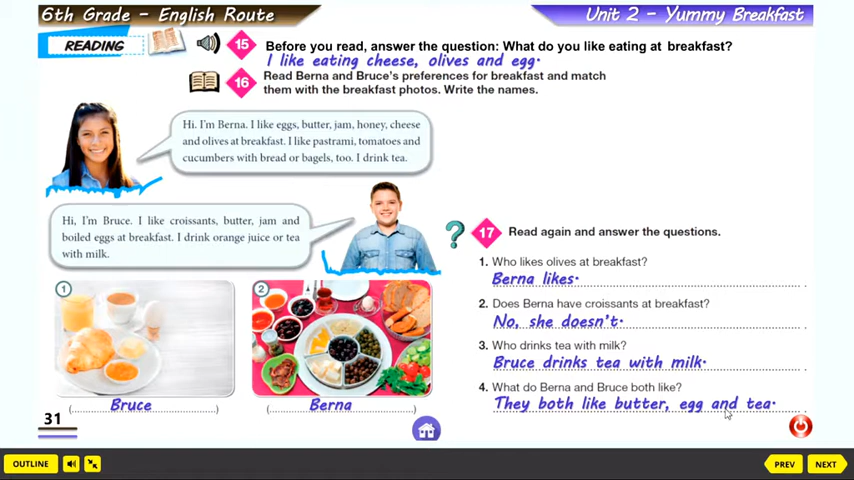 6th Grade - English Route
Unit 2 - Yummy Breakfast
READING
15 Before you read, answer the question: What do you like eating at breakfast?
I like eating cheese, olives and egg.
16 Read Berna and Bruce's preferences for breakfast and match
them with the breakfast photos. Write the names.
Hi. I'm Berna. I like eggs, butter, jam, honey, cheese
and olives at breakfast. I like pastrami, tomatoes and
cucumbers with bread or bagels, too. I drink tea.
Hi, I'm Bruce. I like croissants, butter, jam and
boiled eggs at breakfast. I drink orange juice or tea
with milk.
1
(Bruce)
2
(Berna)
17 Read again and answer the questions.
1. Who likes olives at breakfast?
Berna likes.
2. Does Berna have croissants at breakfast?
No, she doesn't.
3. Who drinks tea with milk?
Bruce drinks tea with milk.
4. What do Berna and Bruce both like?
They both like butter, egg and tea.
31
OUTLINE
PREV
NEXT